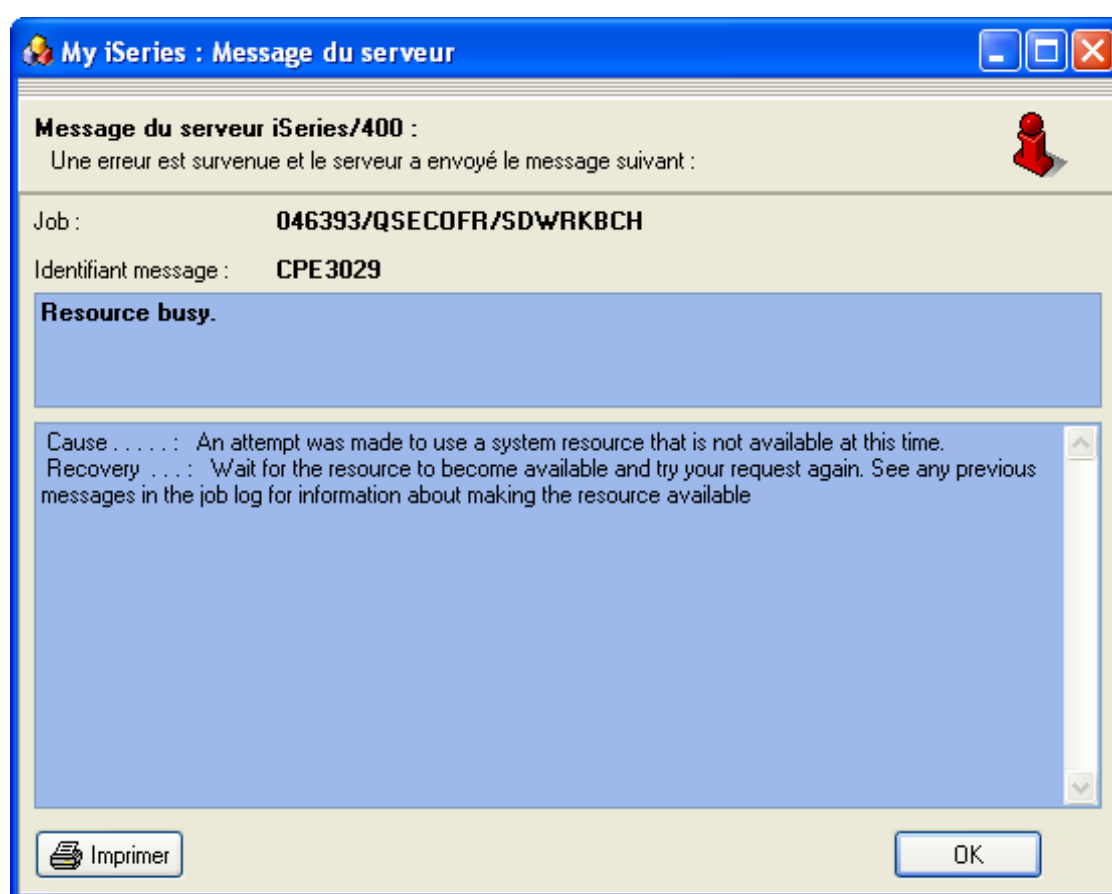 My iSeries : Message du serveur
Message du serveur iSeries/400 :
Une erreur est survenue et le serveur a envoyé le message suivant :
Job : 046393/QSECOFR/SDWRKBCH
Identifiant message : CPE3029
Resource busy.
Cause . . . . . : An attempt was made to use a system resource that is not available at this time.
Recovery . . . : Wait for the resource to become available and try your request again. See any previous
messages in the job log for information about making the resource available
Imprimer OK